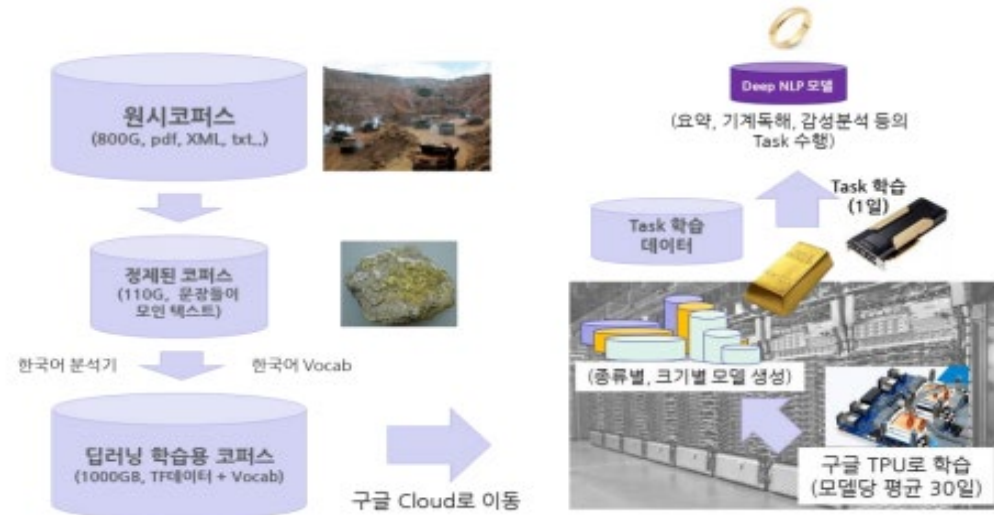 원시코퍼스
(800G, pdf, XML, txt..)
정제된 코퍼스
(110G, 문장들이
모인 텍스트)
한국어 분석기
한국어 Vocab
딥러닝 학습용 코퍼스
(1000GB, TF데이터 + Vocab)
구글 Cloud로 이동
Deep NLP 모델
(요약, 기계독해, 감성분석 등의
Task 수행)
Task 학습
(1일)
Task 학습
데이터
(종류별, 크기별 모델 생성)
구글 TPU로 학습
(모델당 평균 30일)